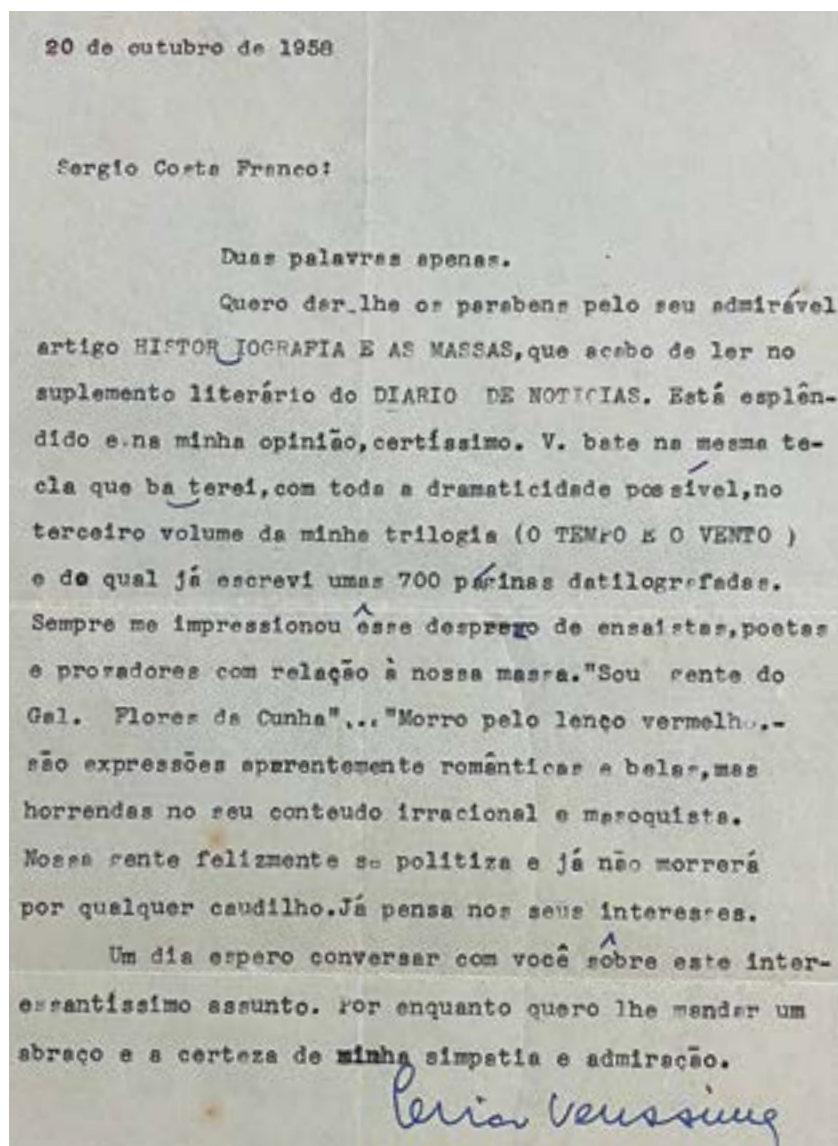 20 de outubro de 1958
Sergio Costa Franco:
Duas palavras apenas.
Quero dar-lhe os parabens pelo seu admirável
artigo HISTORIOGRAFIA E AS MASSAS,que acabo de ler no
suplemento literário do DIARIO DE NOTICIAS. Está esplên-
dido e.na minha opinião,certíssimo. V. bate na mesma te-
cla que baterei,com toda a dramaticidade possível,no
terceiro volume da minha trilogia (O TEMPO E O VENTO )
e do qual já escrevi umas 700 páginas datilografadas.
Sempre me impressionou êsse desprezo de ensaistas,poetas
e prosadores com relação à nossa massa."Sou gente do
Gal. Flores da Cunha"..."Morro pelo lenço vermelho.-
são expressões aparentemente românticas e belas,mas
horrendas no seu conteudo irracional e masoquista.
Nossa gente felizmente se politiza e já não morrerá
por qualquer caudilho.Já pensa nos seus interesses.
Um dia espero conversar com você sôbre este inter-
essantíssimo assunto. Por enquanto quero lhe mandar um
abraço e a certeza de minha simpatia e admiração.
Erico Verissimo